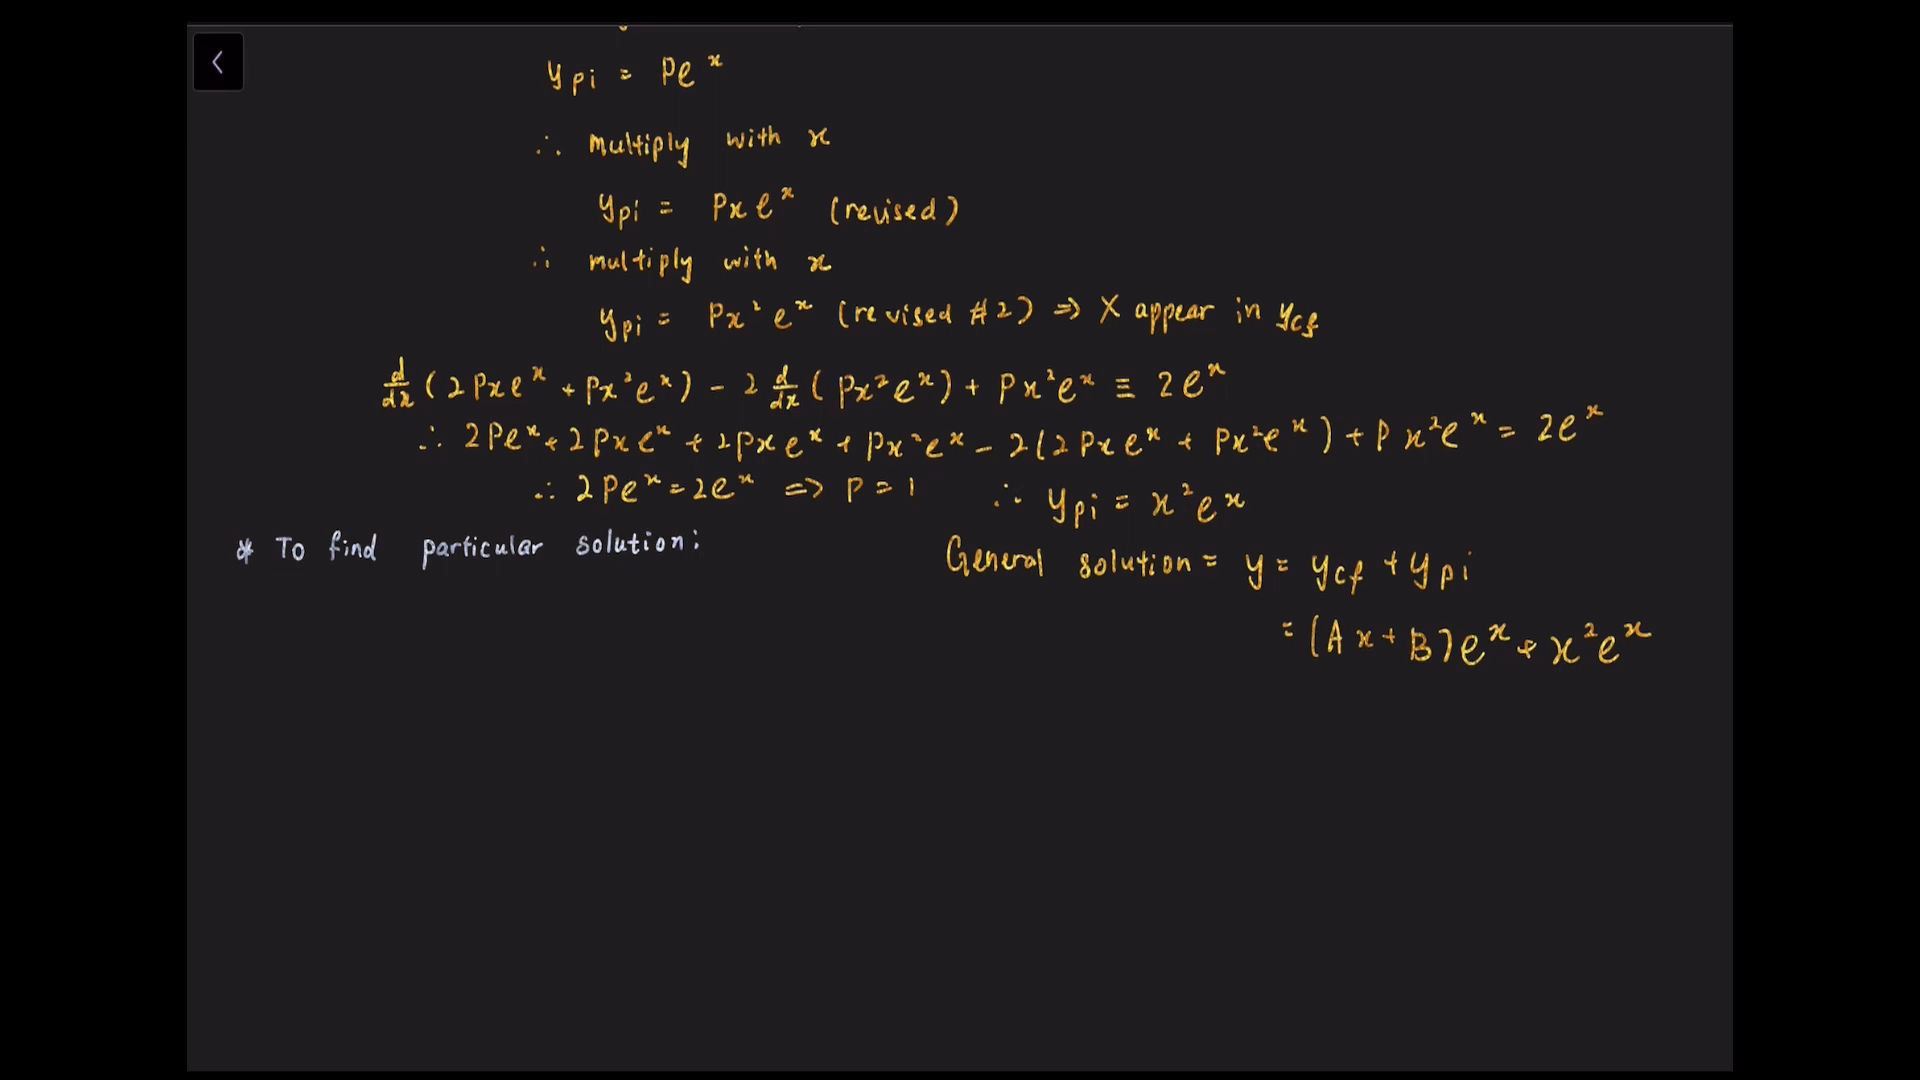 y_pi = Pe^x
∴ multiply with x
y_pi = Pxe^x (revised)
∴ multiply with x
y_pi = Px²e^x (revised #2) ⇒ X appear in y_cf
d/dx (2Pxe^x + Px²e^x) - 2 d/dx (Px²e^x) + Px²e^x ≡ 2e^x
∴ 2Pe^x + 2Pxe^x + 2Pxe^x + Px²e^x - 2(2Pxe^x + Px²e^x) + Px²e^x = 2e^x
∴ 2Pe^x = 2e^x ⇒ P = 1 ∴ y_pi = x²e^x
* To find particular solution:
General solution = y = y_cf + y_pi
= (Ax + B)e^x + x²e^x